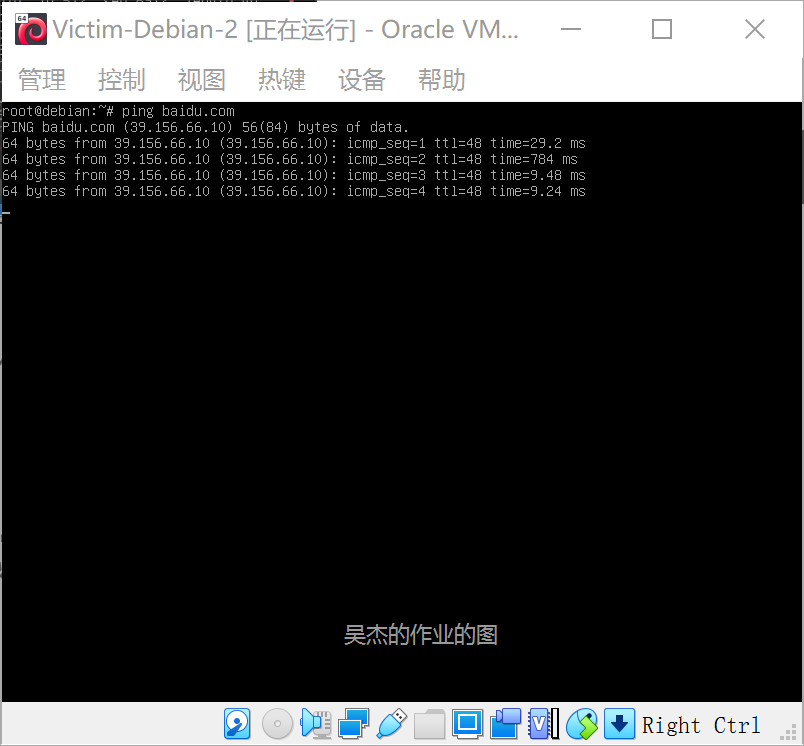 64
Victim-Debian-2 [正在运行] - Oracle VM...
管理 控制 视图 热键 设备 帮助
root@debian:~# ping baidu.com
PING baidu.com (39.156.66.10) 56(84) bytes of data.
64 bytes from 39.156.66.10 (39.156.66.10): icmp_seq=1 ttl=48 time=29.2 ms
64 bytes from 39.156.66.10 (39.156.66.10): icmp_seq=2 ttl=48 time=784 ms
64 bytes from 39.156.66.10 (39.156.66.10): icmp_seq=3 ttl=48 time=9.48 ms
64 bytes from 39.156.66.10 (39.156.66.10): icmp_seq=4 ttl=48 time=9.24 ms
吴杰的作业的图
V
Right Ctrl